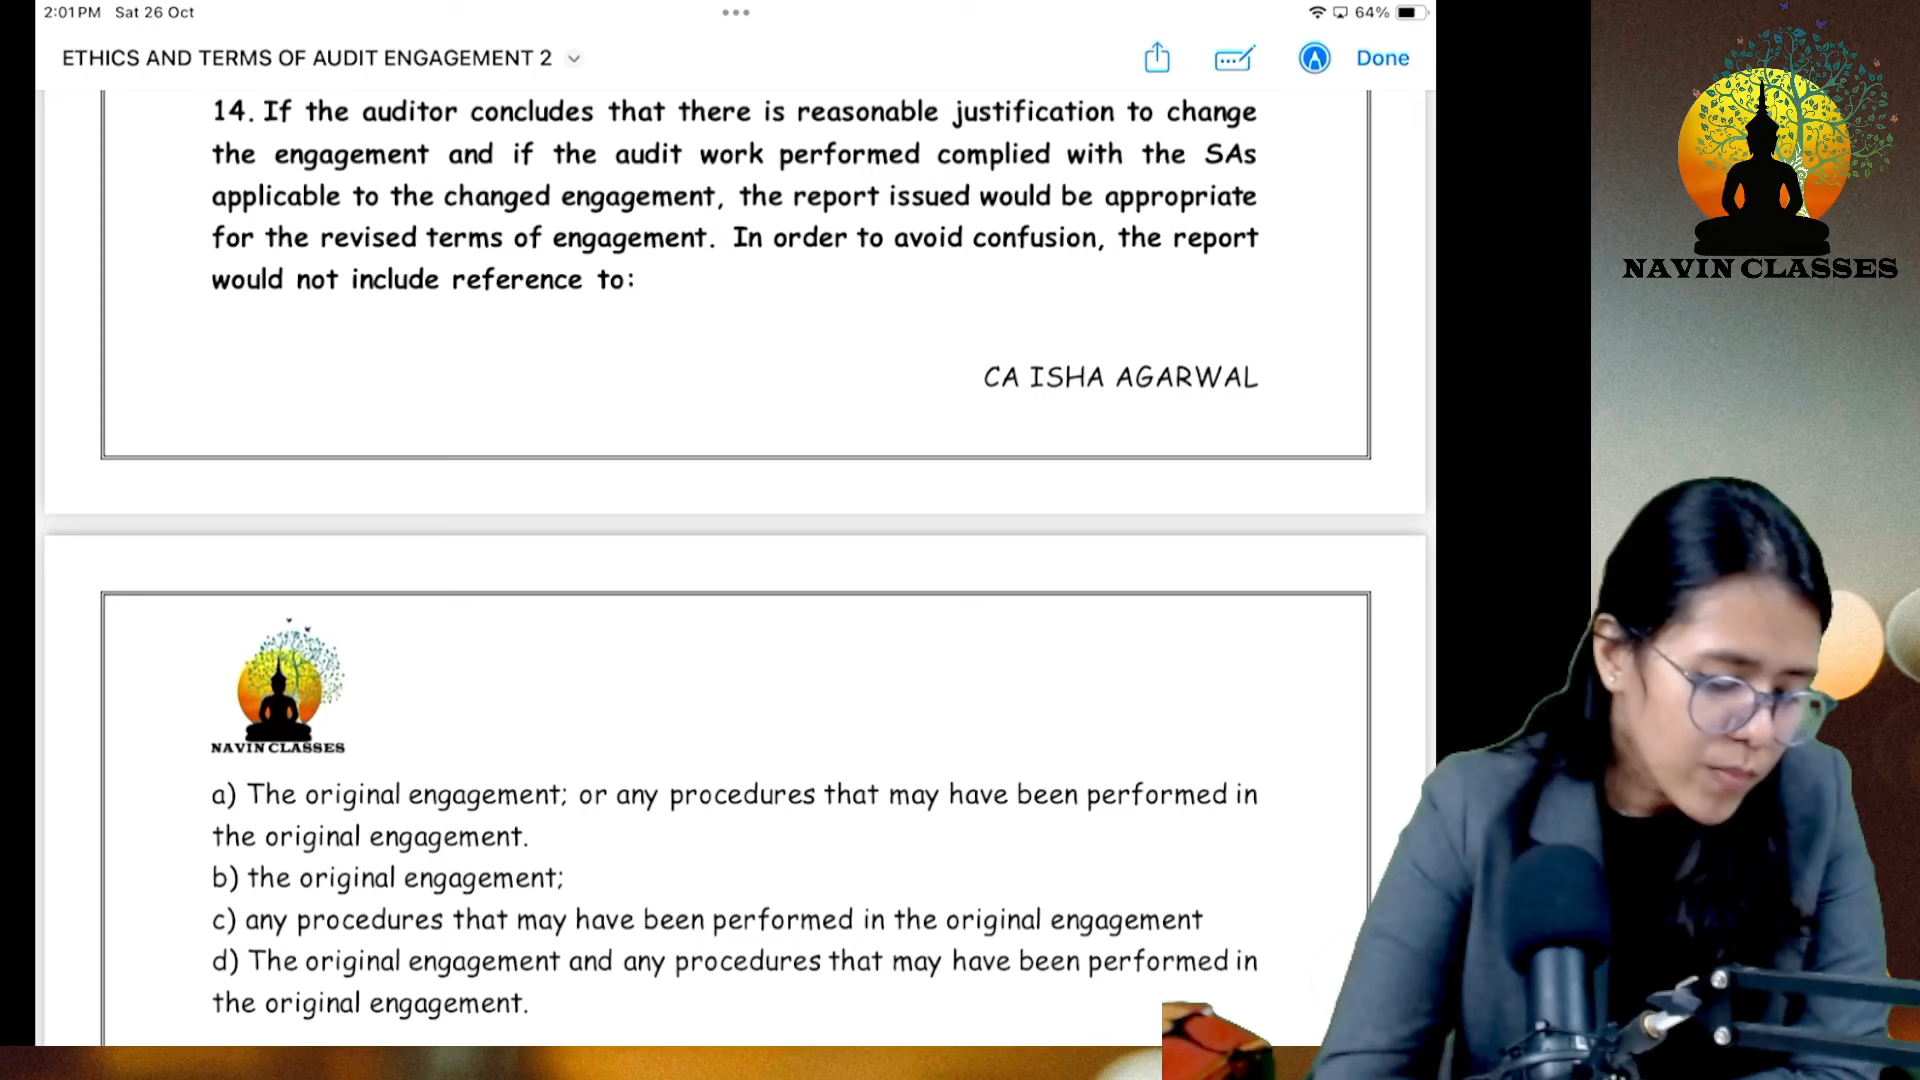 2:01 PM Sat 26 Oct
64%
ETHICS AND TERMS OF AUDIT ENGAGEMENT 2
Done
NAVIN CLASSES
14. If the auditor concludes that there is reasonable justification to change
the engagement and if the audit work performed complied with the SAs
applicable to the changed engagement, the report issued would be appropriate
for the revised terms of engagement. In order to avoid confusion, the report
would not include reference to:
CA ISHA AGARWAL
NAVIN CLASSES
a) The original engagement; or any procedures that may have been performed in
the original engagement.
b) the original engagement;
c) any procedures that may have been performed in the original engagement
d) The original engagement and any procedures that may have been performed in
the original engagement.